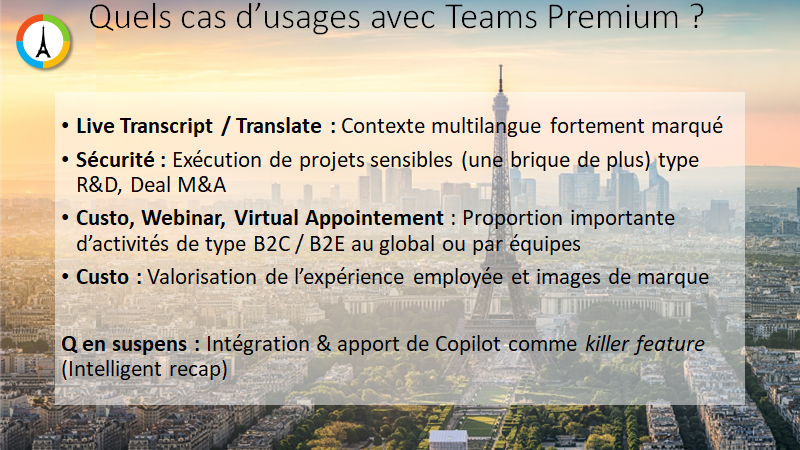 Quels cas d’usages avec Teams Premium ?
• Live Transcript / Translate : Contexte multilangue fortement marqué
• Sécurité : Exécution de projets sensibles (une brique de plus) type
R&D, Deal M&A
• Custo, Webinar, Virtual Appointement : Proportion importante
d’activités de type B2C / B2E au global ou par équipes
• Custo : Valorisation de l’expérience employée et images de marque
Q en suspens : Intégration & apport de Copilot comme killer feature
(Intelligent recap)